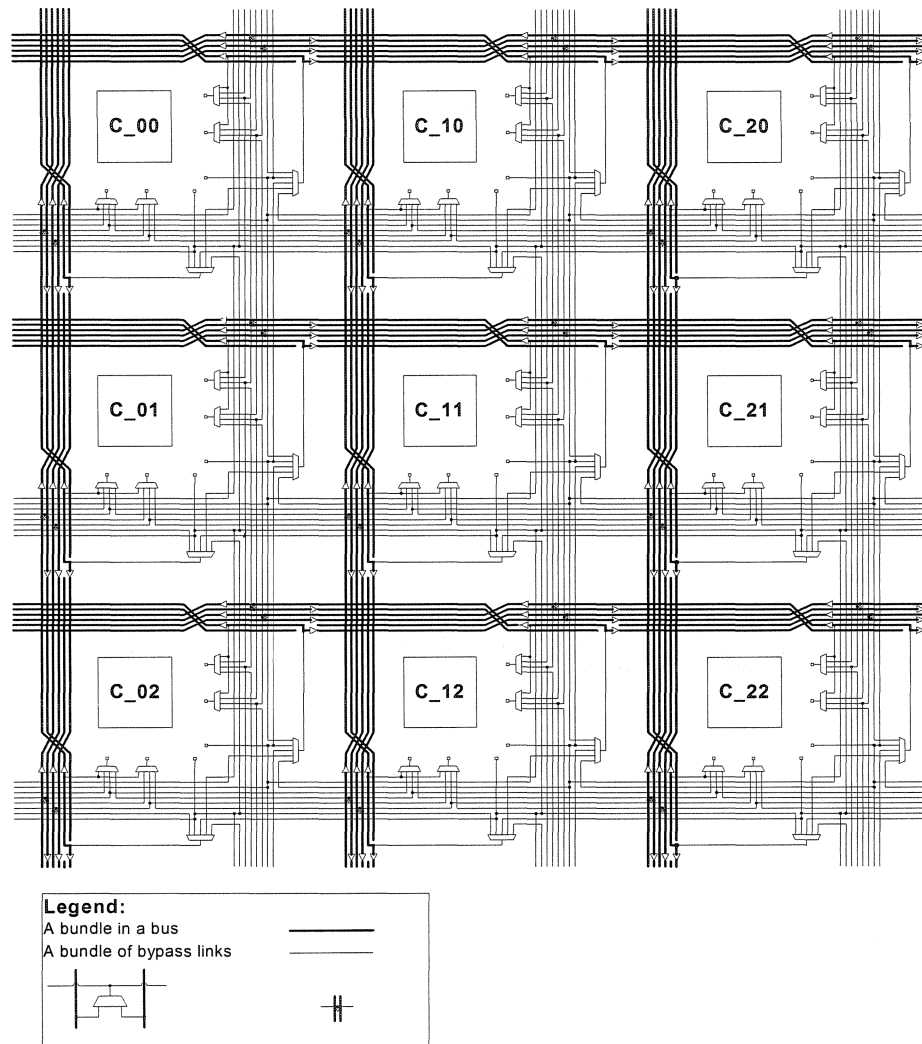 C_00
C_10
C_20
C_01
C_11
C_21
C_02
C_12
C_22
Legend:
A bundle in a bus
A bundle of bypass links